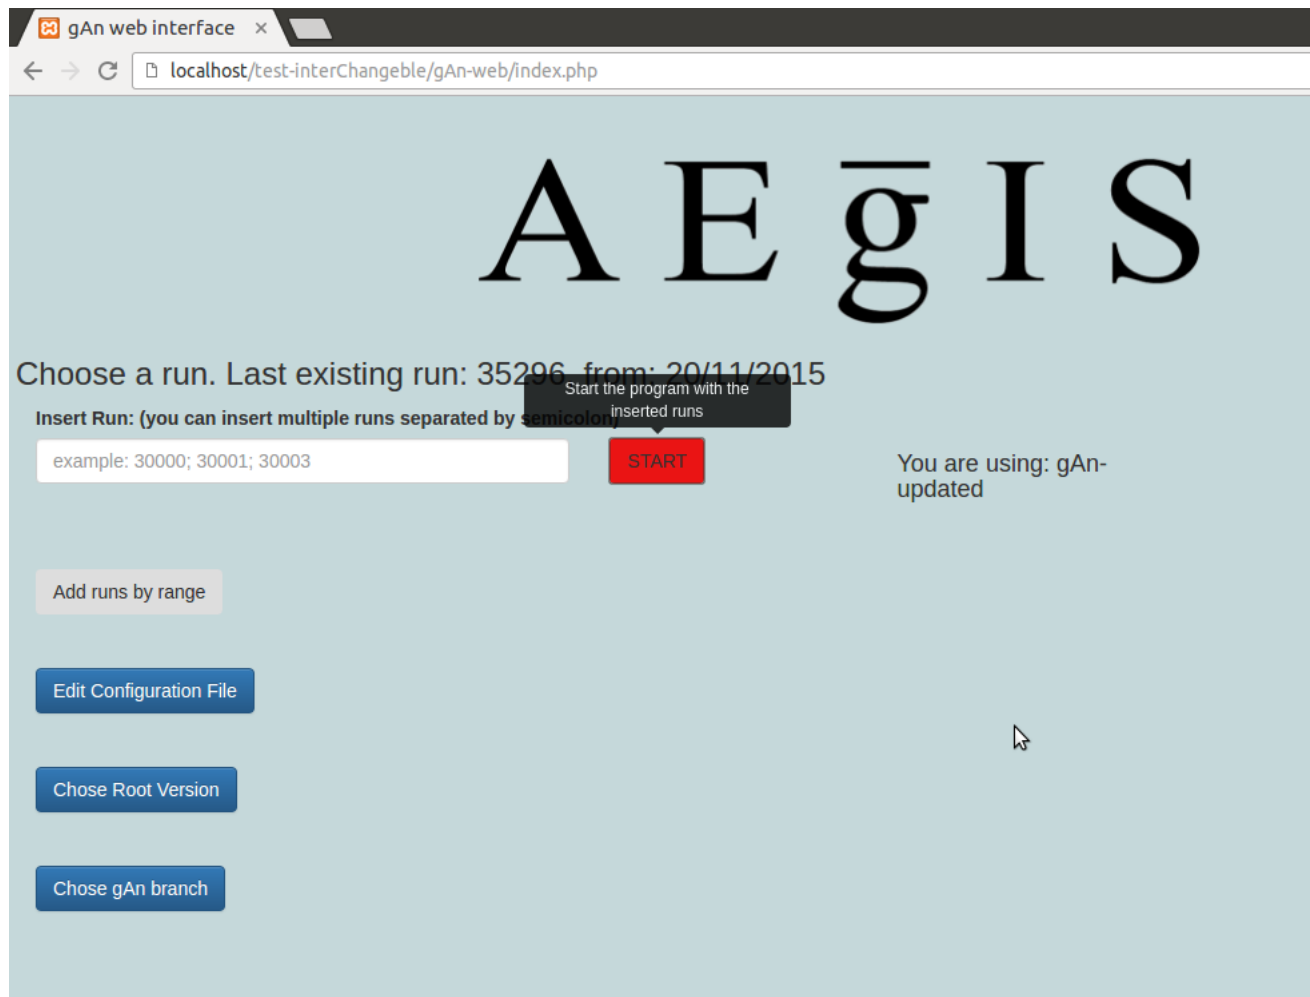 gAn web interface
localhost/test-interChangeble/gAn-web/index.php
A E g̅ I S
Choose a run. Last existing run: 35296 from: 20/11/2015
Start the program with the
inserted runs
Insert Run: (you can insert multiple runs separated by semicolon)
example: 30000; 30001; 30003
START
You are using: gAn-
updated
Add runs by range
Edit Configuration File
Chose Root Version
Chose gAn branch